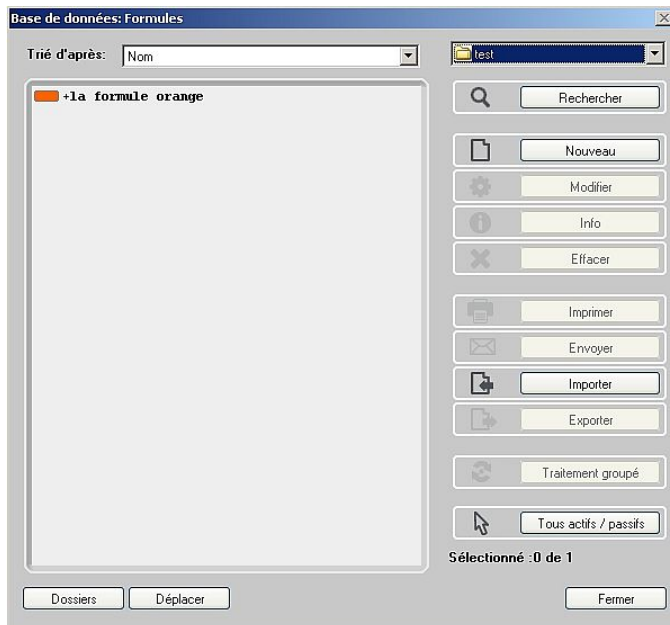 Base de données: Formules
Trié d'après: Nom
test
+la formule orange
Rechercher
Nouveau
Modifier
Info
Effacer
Imprimer
Envoyer
Importer
Exporter
Traitement groupé
Tous actifs / passifs
Sélectionné :0 de 1
Dossiers Déplacer Fermer